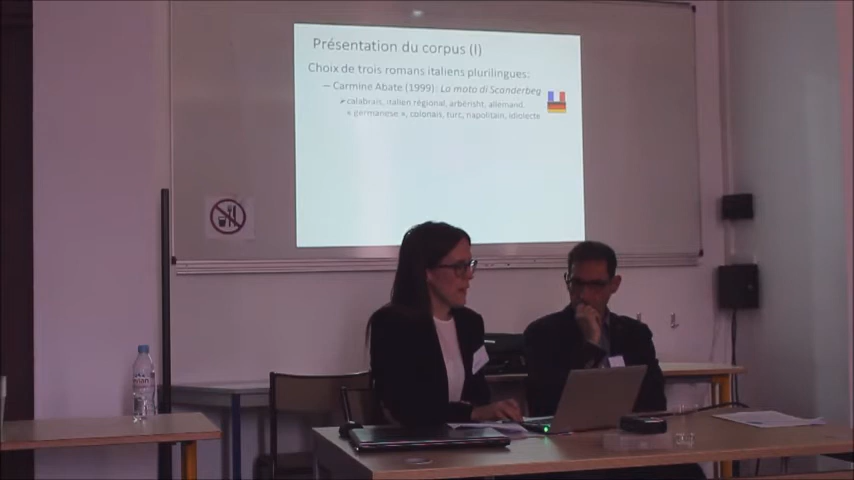 Présentation du corpus (I)
Choix de trois romans italiens plurilingues:
– Carmine Abate (1999): La moto di Scanderbeg
➢ calabrais, italien régional, arbërisht, allemand,
« germanese », colonais, turc, napolitain, idiolecte